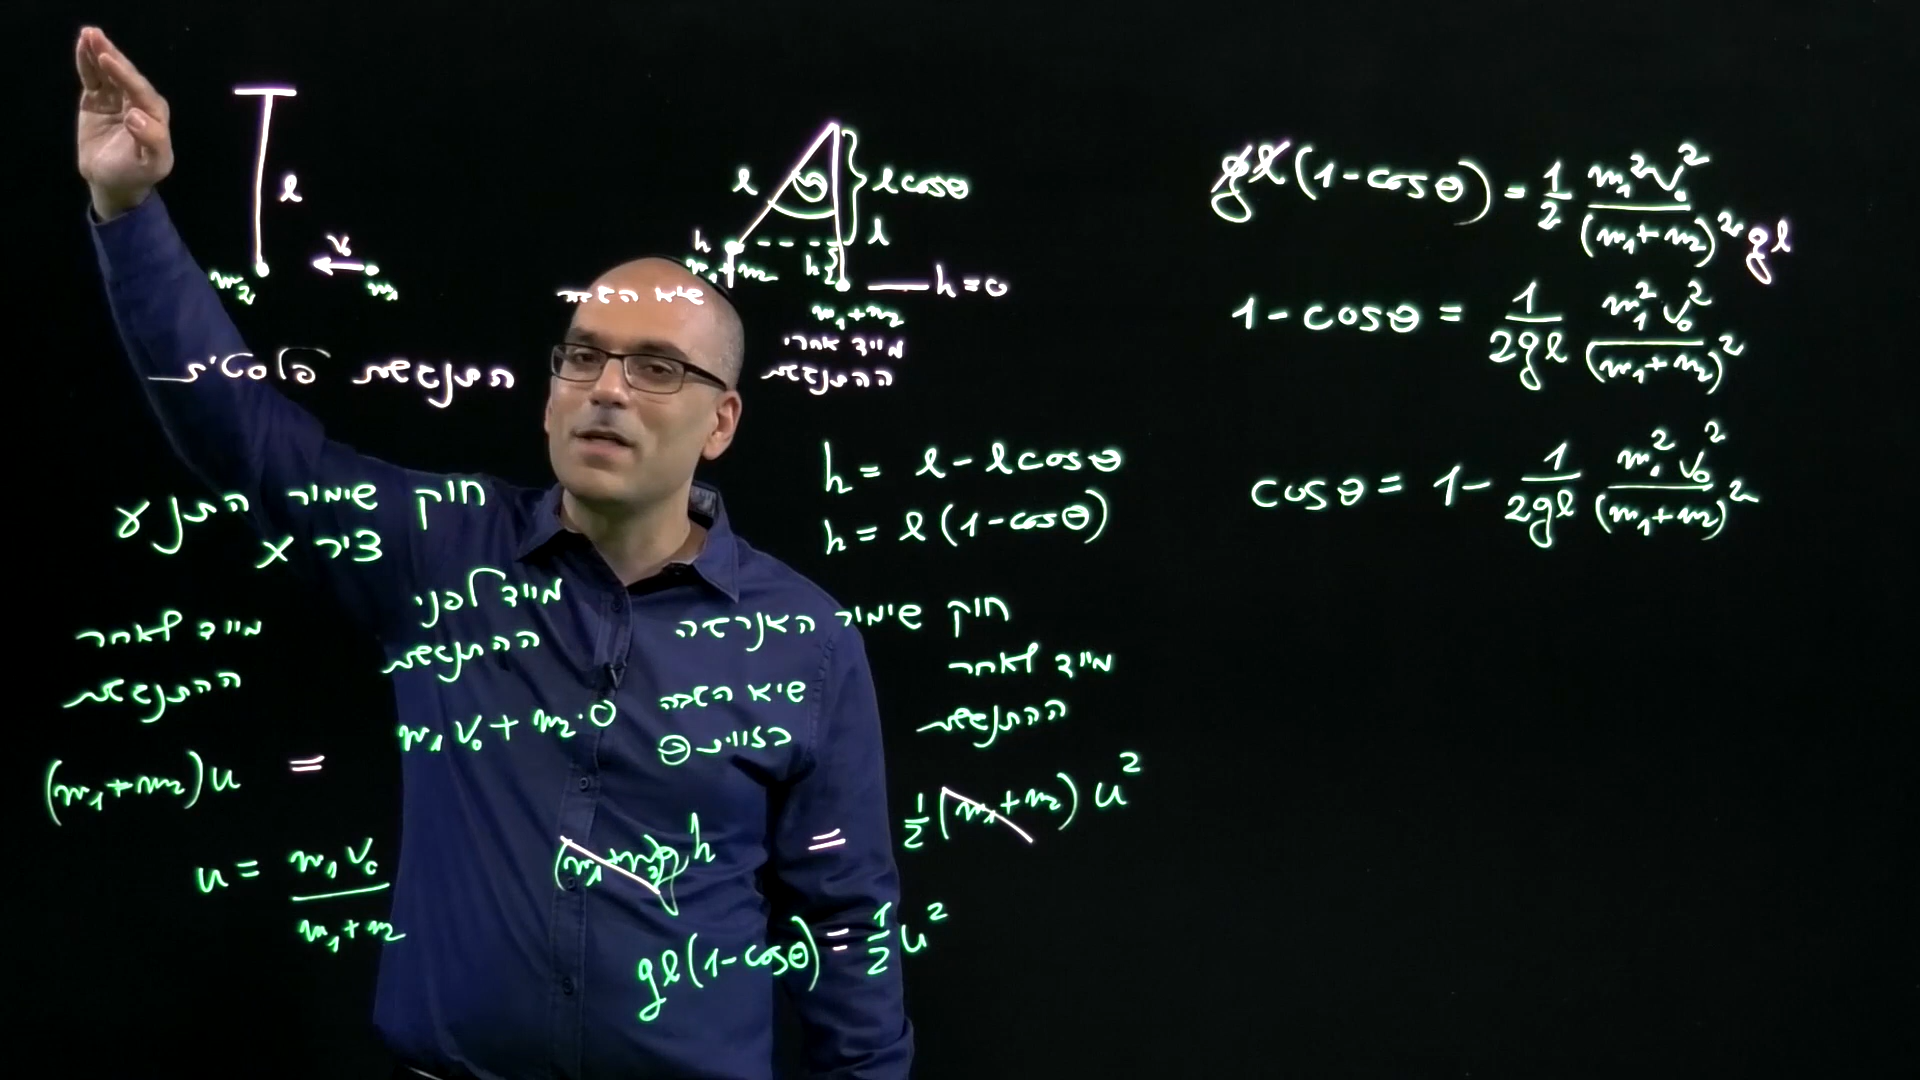 l
v₀
m₂
m₁
התנגשות פלסטית
l
l cosθ
l
h
m₁+m₂
h
h=0
שיא הגובה
m₁+m₂
מייד אחרי
ההתנגשות
h = l - l cosθ
h = l (1-cosθ)
חוק שימור התנע
ציר x
מייד לפני
ההתנגשות
מייד לאחר
ההתנגשות
(m₁+m₂)u = m₁v₀ + m₂·0
u = m₁v₀ / (m₁+m₂)
חוק שימור האנרגיה
מייד לאחר
ההתנגשות
שיא הגובה
בזווית θ
(m₁+m₂)gh = 1/2 (m₁+m₂) u²
gl(1-cosθ) = 1/2 u²
gl(1-cosθ) = 1/2 m₁²v₀² / (m₁+m₂)² gl
1-cosθ = 1/2gl m₁²v₀² / (m₁+m₂)²
cosθ = 1 - 1/2gl m₁²v₀² / (m₁+m₂)²